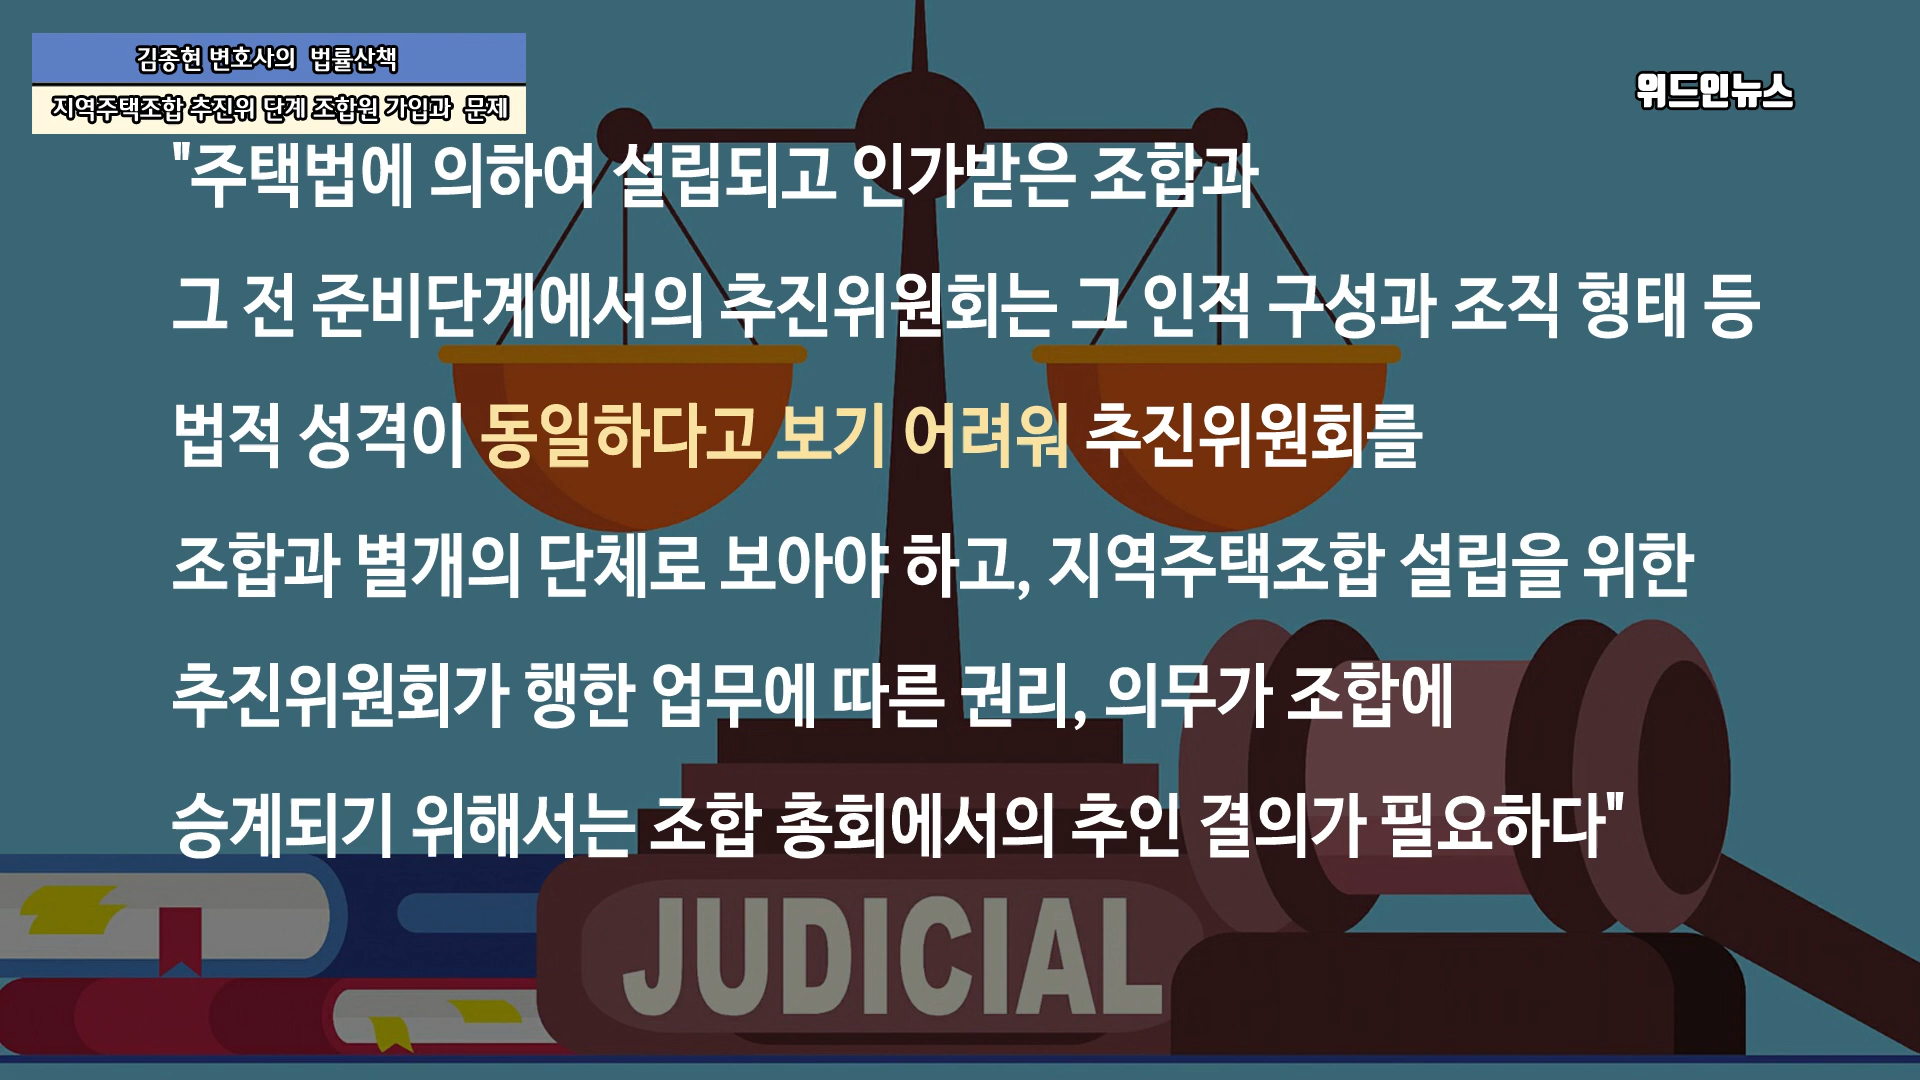 김종현 변호사의 법률산책
지역주택조합 추진위 단계 조합원 가입과 문제
위드인뉴스
"주택법에 의하여 설립되고 인가받은 조합과
그 전 준비단계에서의 추진위원회는 그 인적 구성과 조직 형태 등
법적 성격이 동일하다고 보기 어려워 추진위원회를
조합과 별개의 단체로 보아야 하고, 지역주택조합 설립을 위한
추진위원회가 행한 업무에 따른 권리, 의무가 조합에
승계되기 위해서는 조합 총회에서의 추인 결의가 필요하다"
JUDICIAL